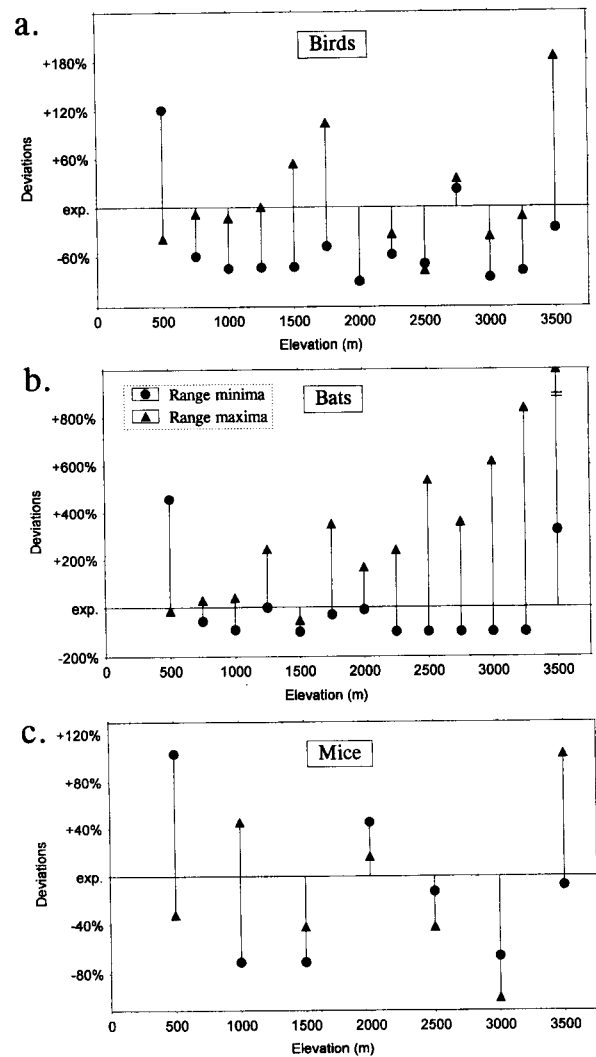 a.
Birds
+180%
+120%
+60%
exp.
-60%
Deviations
0 500 1000 1500 2000 2500 3000 3500
Elevation (m)
b.
Range minima
Range maxima
Bats
+800%
+600%
+400%
+200%
exp.
-200%
Deviations
0 500 1000 1500 2000 2500 3000 3500
Elevation (m)
c.
Mice
+120%
+80%
+40%
exp.
-40%
-80%
Deviations
0 500 1000 1500 2000 2500 3000 3500
Elevation (m)